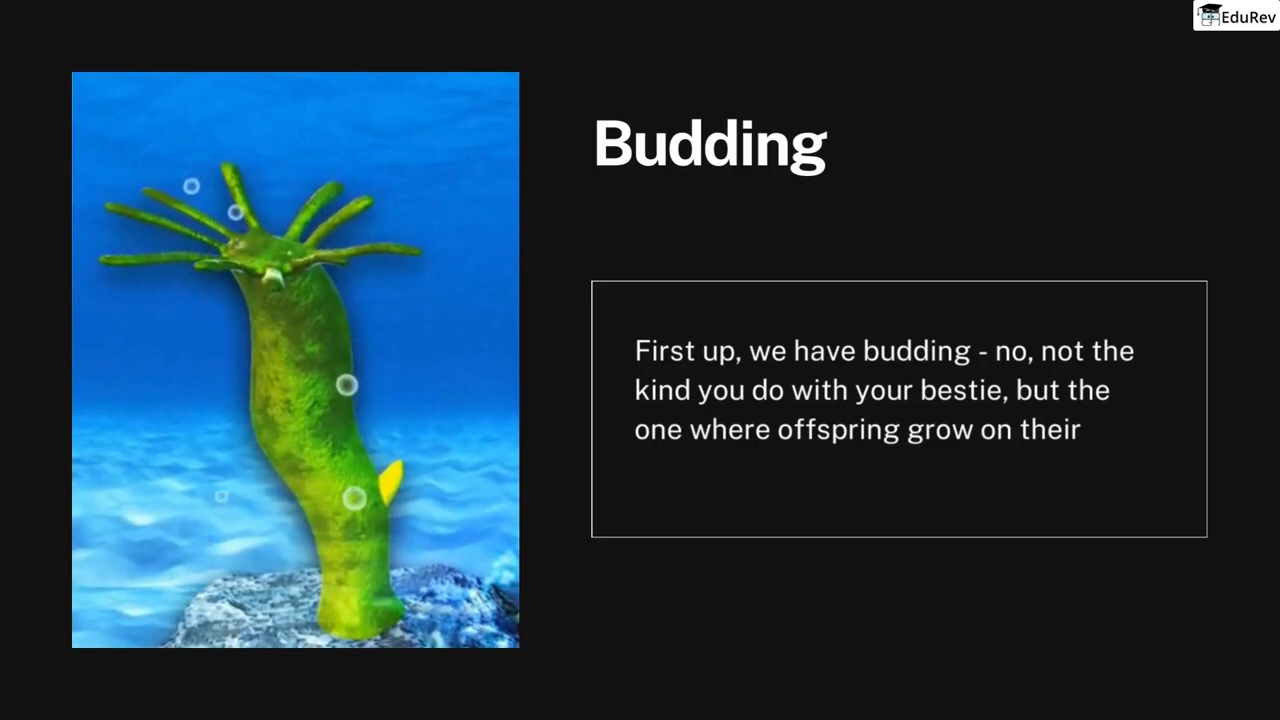 EduRev
Budding
First up, we have budding - no, not the
kind you do with your bestie, but the
one where offspring grow on their